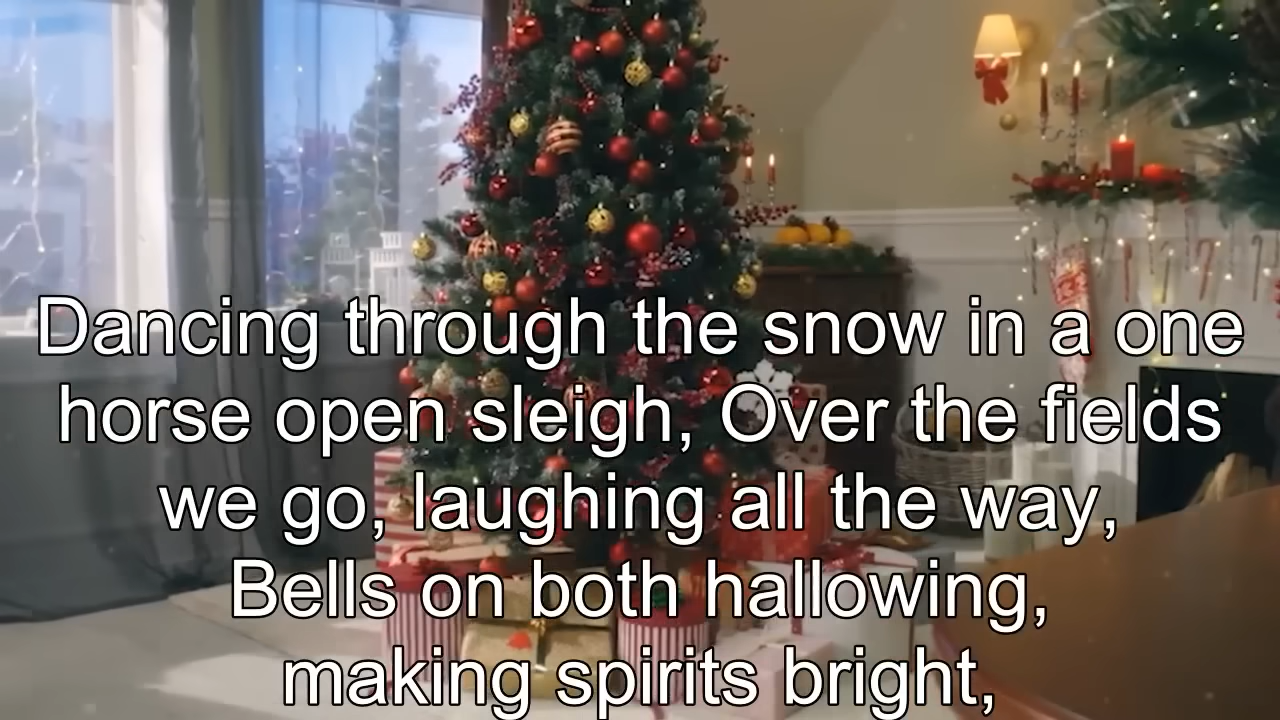 Dancing through the snow in a one
horse open sleigh, Over the fields
we go, laughing all the way,
Bells on both hallowing,
making spirits bright,